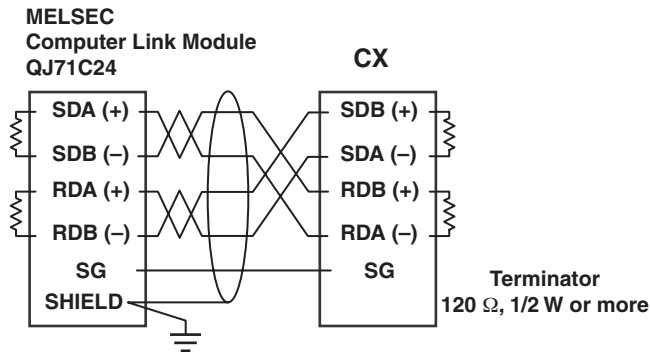 MELSEC
Computer Link Module
QJ71C24
CX
SDA (+)
SDB (–)
RDA (+)
RDB (–)
SG
SHIELD
SDB (+)
SDA (–)
RDB (+)
RDA (–)
SG
Terminator
120 Ω, 1/2 W or more